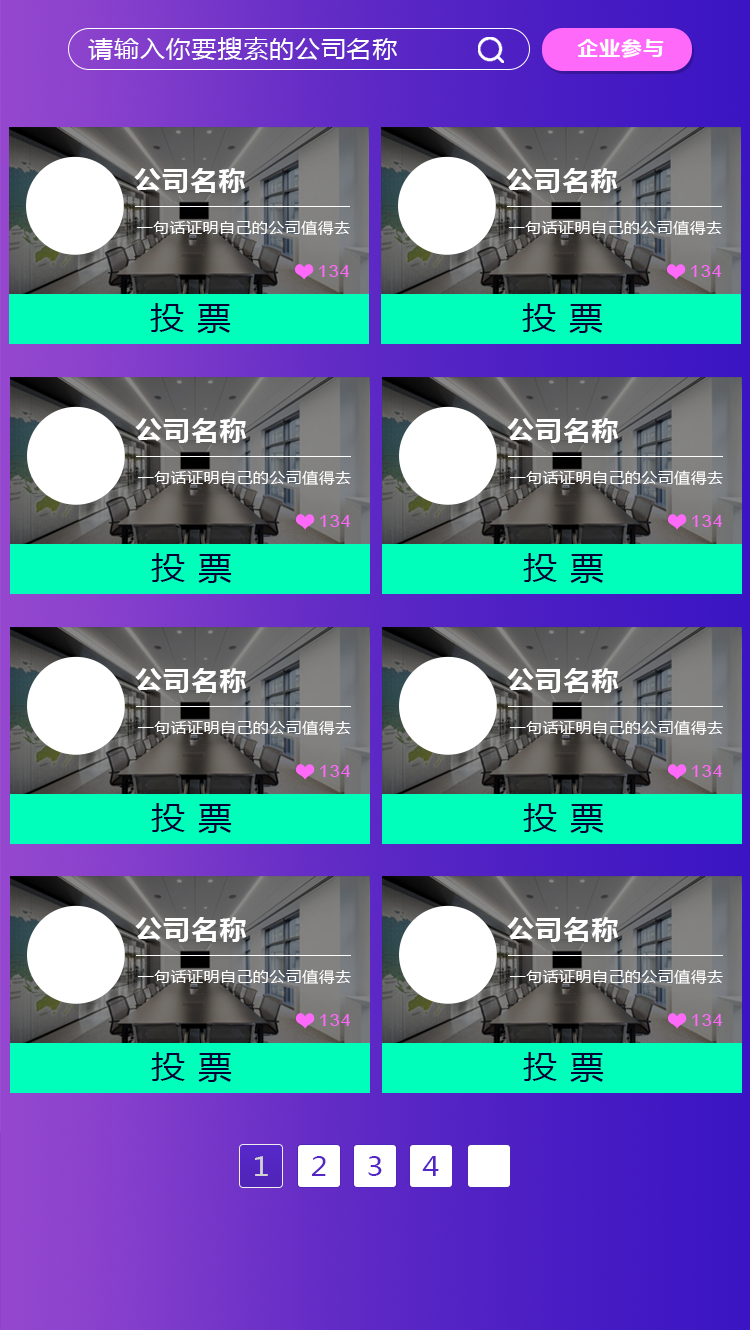 请输入你要搜索的公司名称
企业参与
公司名称
一句话证明自己的公司值得去
134
投 票
公司名称
一句话证明自己的公司值得去
134
投 票
公司名称
一句话证明自己的公司值得去
134
投 票
公司名称
一句话证明自己的公司值得去
134
投 票
公司名称
一句话证明自己的公司值得去
134
投 票
公司名称
一句话证明自己的公司值得去
134
投 票
公司名称
一句话证明自己的公司值得去
134
投 票
公司名称
一句话证明自己的公司值得去
134
投 票
1 2 3 4